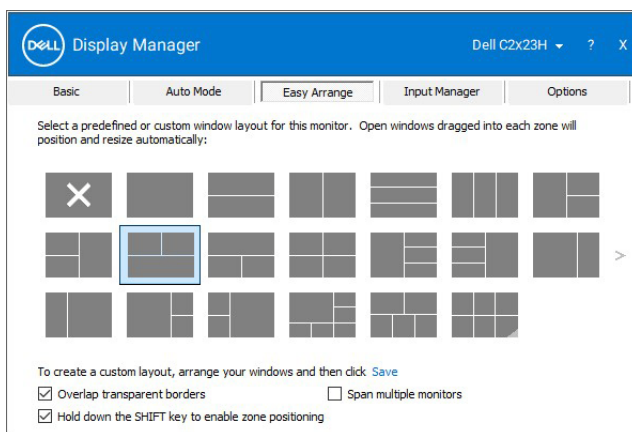 DELL Display Manager Dell C2x23H ? X
Basic Auto Mode Easy Arrange Input Manager Options
Select a predefined or custom window layout for this monitor. Open windows dragged into each zone will
position and resize automatically:
>
To create a custom layout, arrange your windows and then click Save
Overlap transparent borders Span multiple monitors
Hold down the SHIFT key to enable zone positioning